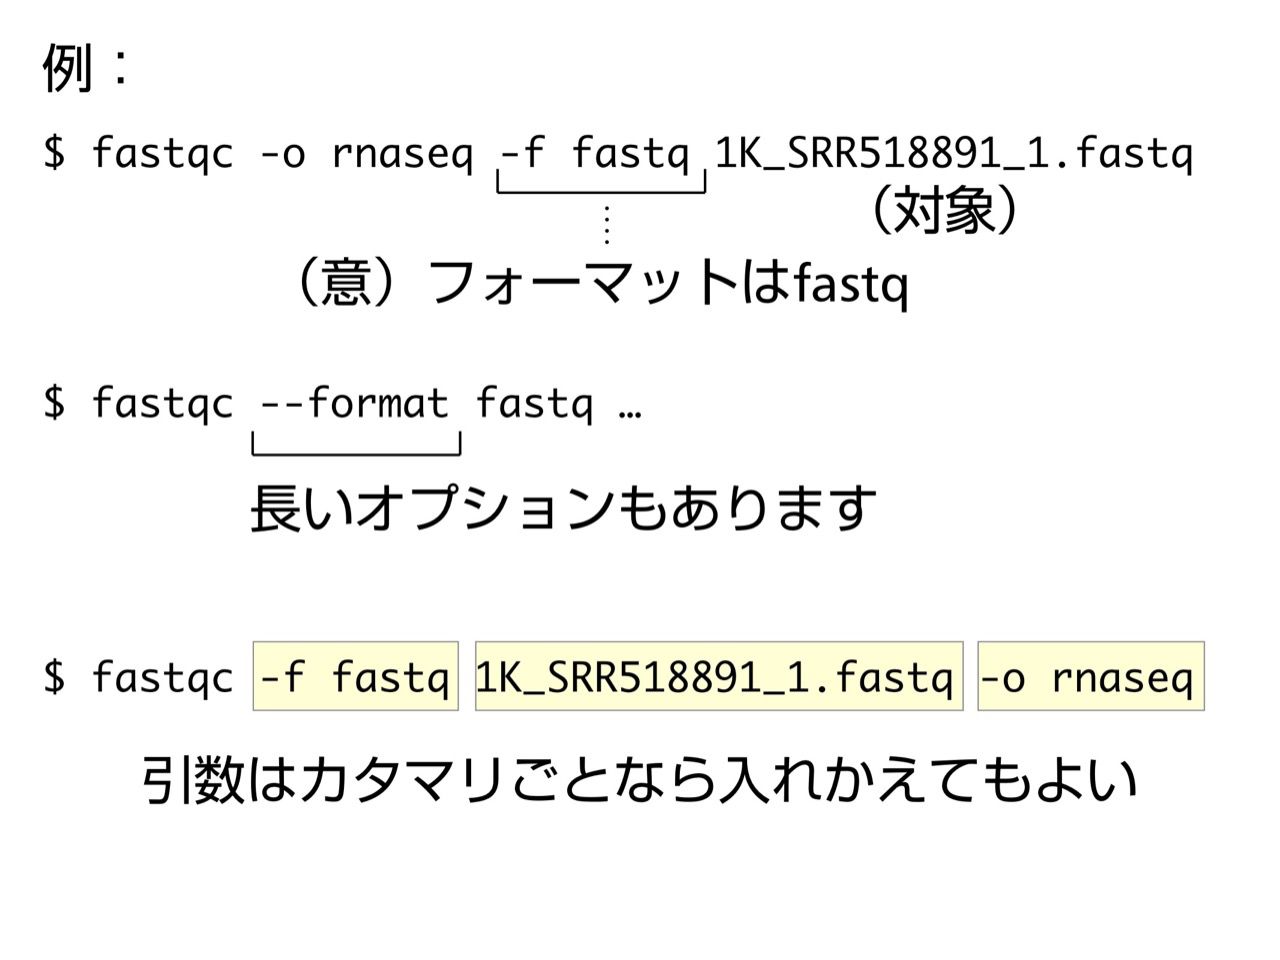 例：
$ fastqc -o rnaseq -f fastq 1K_SRR518891_1.fastq
（対象）
（意）フォーマットはfastq
$ fastqc --format fastq …
長いオプションもあります
$ fastqc -f fastq 1K_SRR518891_1.fastq -o rnaseq
引数はカタマリごとなら入れかえてもよい